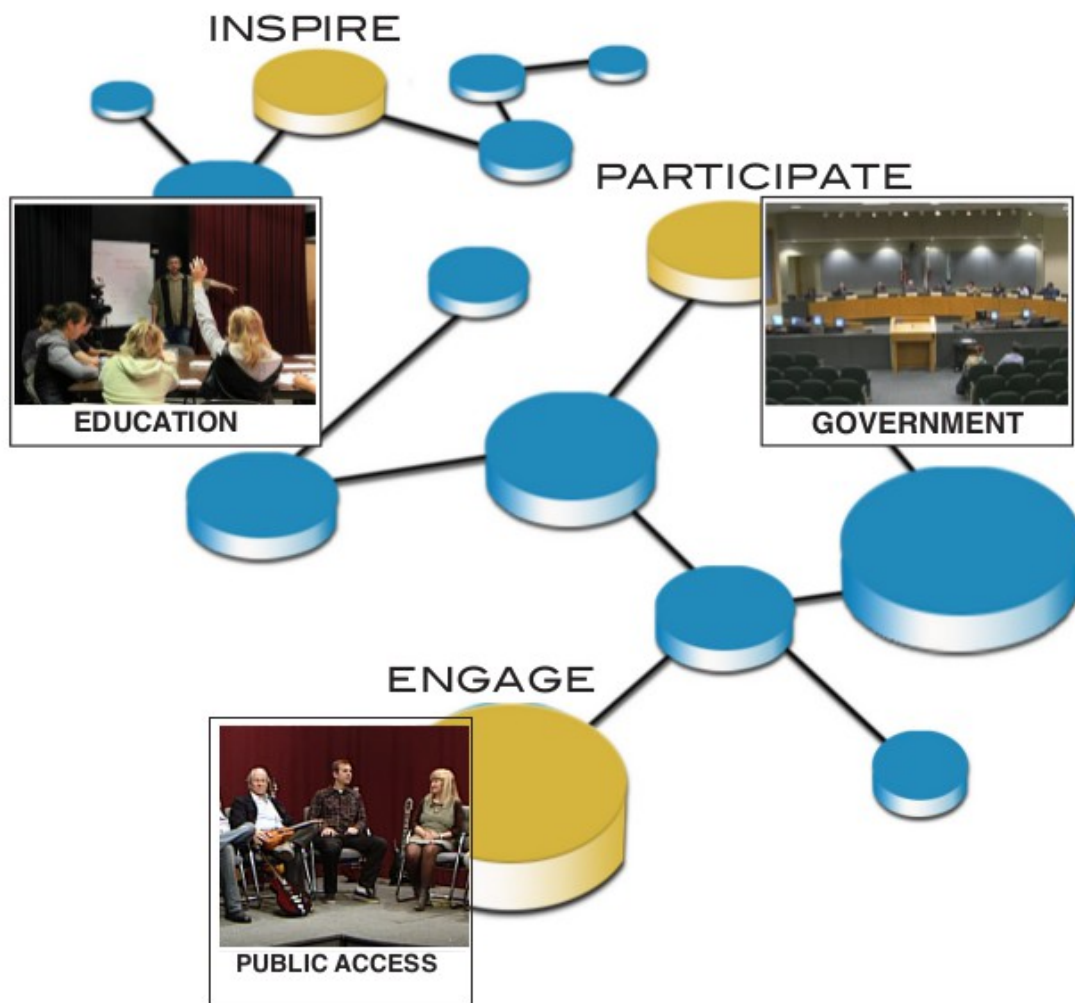 INSPIRE
PARTICIPATE
EDUCATION
GOVERNMENT
ENGAGE
PUBLIC ACCESS